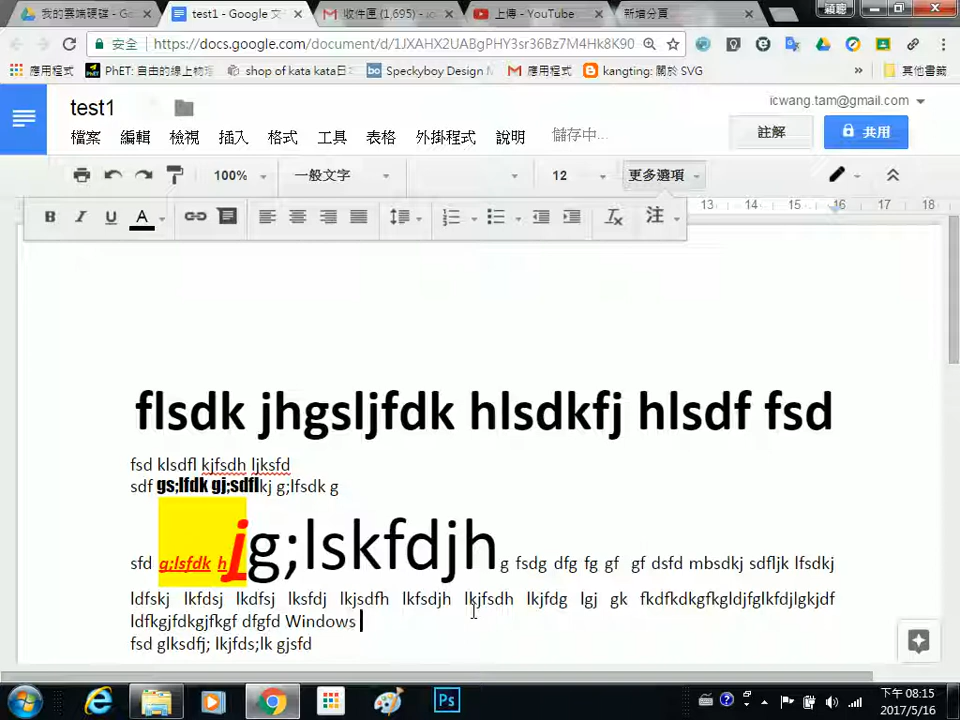 我的雲端硬碟 - G
test1 - Google 文
收件匣 (1,695) - ic
上傳 - YouTube
新增分頁
穎聰
安全 https://docs.google.com/document/d/1JXAHX2UABgPHY3sr36Bz7M4Hk8K90
應用程式 PhET: 自由的線上物理 shop of kata kata日本 Speckyboy Design M 應用程式 kangting: 關於 SVG » 其他書籤
test1
icwang.tam@gmail.com
檔案 編輯 檢視 插入 格式 工具 表格 外掛程式 說明 儲存中...
註解 共用
100% 一般文字 12 更多選項
B I U A 注
13 14 15 16 17 18
flsdk jhgsljfdk hlsdkfj hlsdf fsd
fsd klsdfl kjfsdh ljksfd
sdf gs;lfdk gj;sdflkj g;lfsdk g
sfd g;lsfdk hjg;lskfdjh g fsdg dfg fg gf gf dsfd mbsdkj sdfljk lfsdkj
ldfskj lkfdsj lkdfsj lksfdj lkjsdfh lkfsdjh lkjfsdh lkjfdg lgj gk fkdfkdkgfkgldjfglkfdjlgkjdf
ldfkgjfdkgjfkgf dfgfd Windows
fsd glksdfj; lkjfds;lk gjsfd
Ps
下午 08:15
2017/5/16